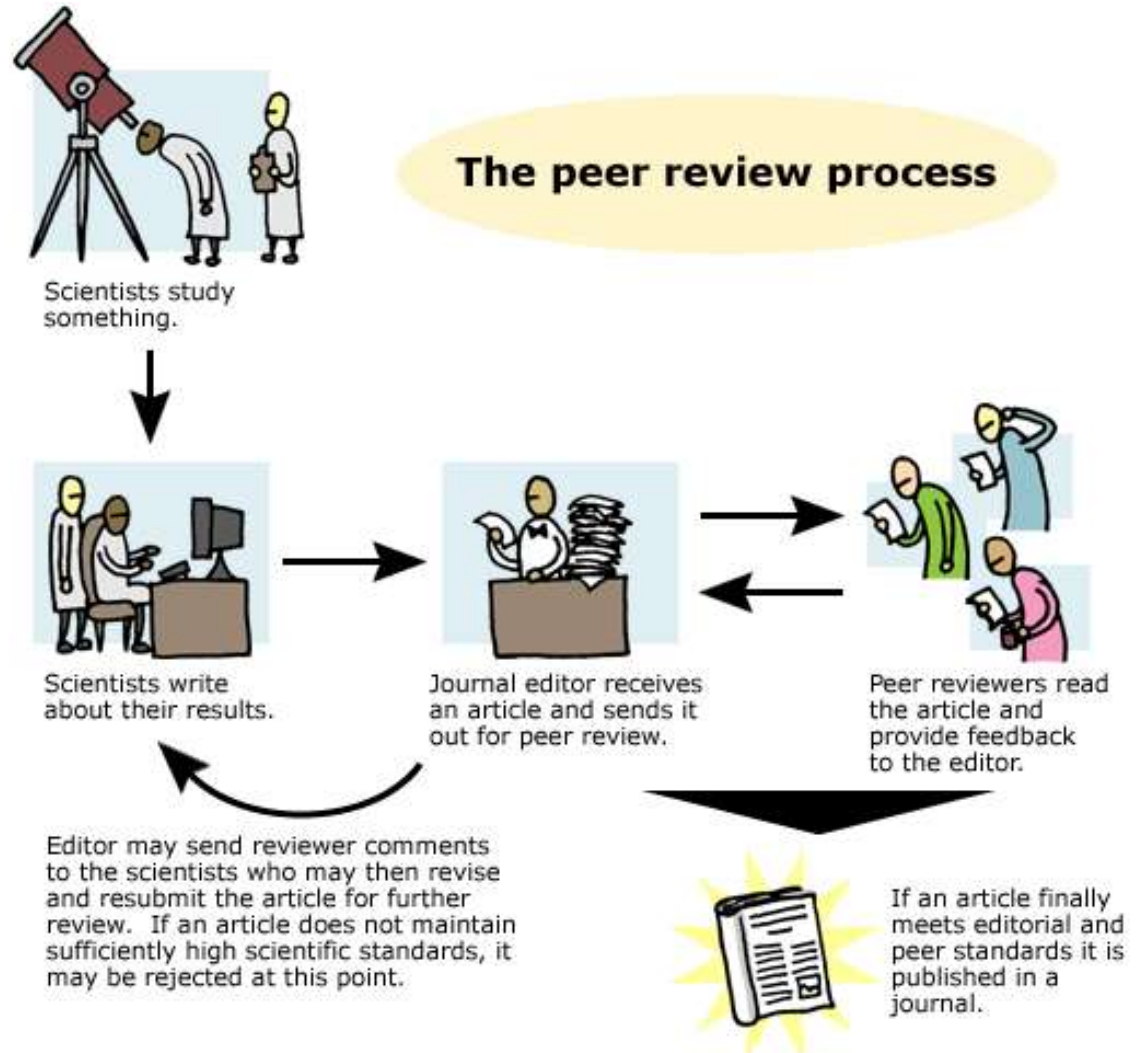 The peer review process
Scientists study
something.
Scientists write
about their results.
Journal editor receives
an article and sends it
out for peer review.
Peer reviewers read
the article and
provide feedback
to the editor.
Editor may send reviewer comments
to the scientists who may then revise
and resubmit the article for further
review.  If an article does not maintain
sufficiently high scientific standards, it
may be rejected at this point.
If an article finally
meets editorial and
peer standards it is
published in a
journal.